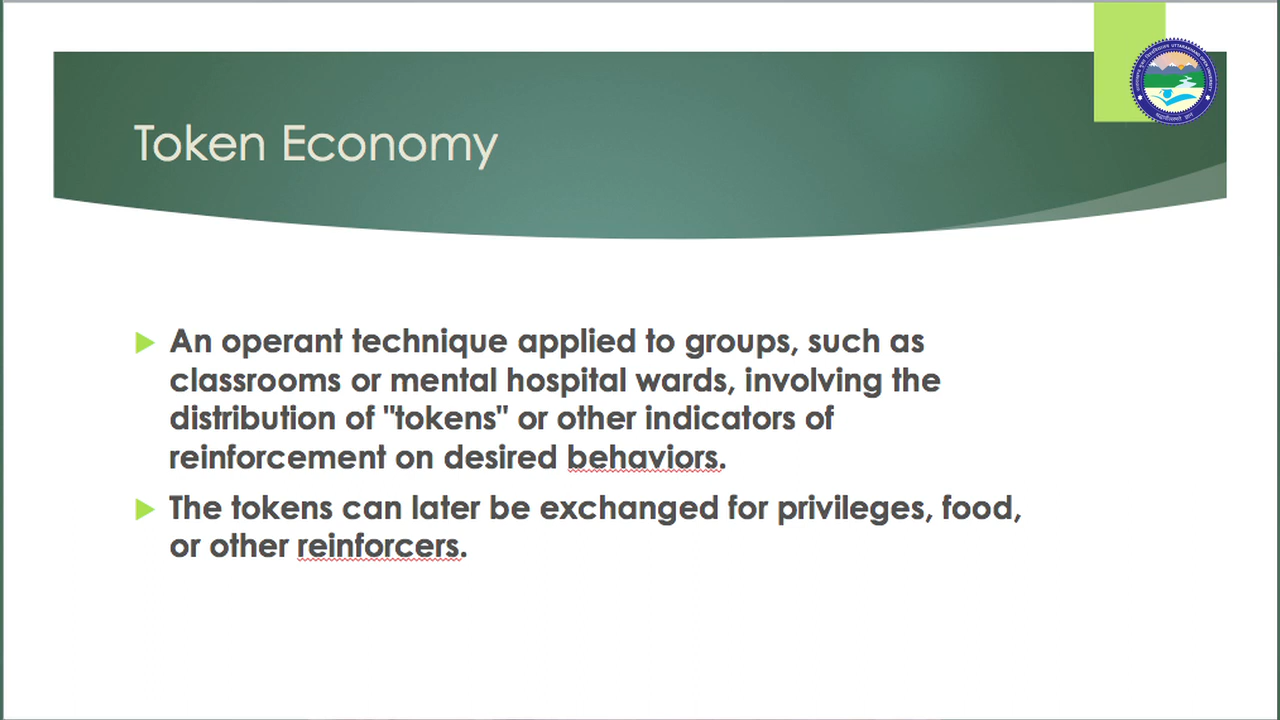 Token Economy
An operant technique applied to groups, such as
classrooms or mental hospital wards, involving the
distribution of "tokens" or other indicators of
reinforcement on desired behaviors.
The tokens can later be exchanged for privileges, food,
or other reinforcers.